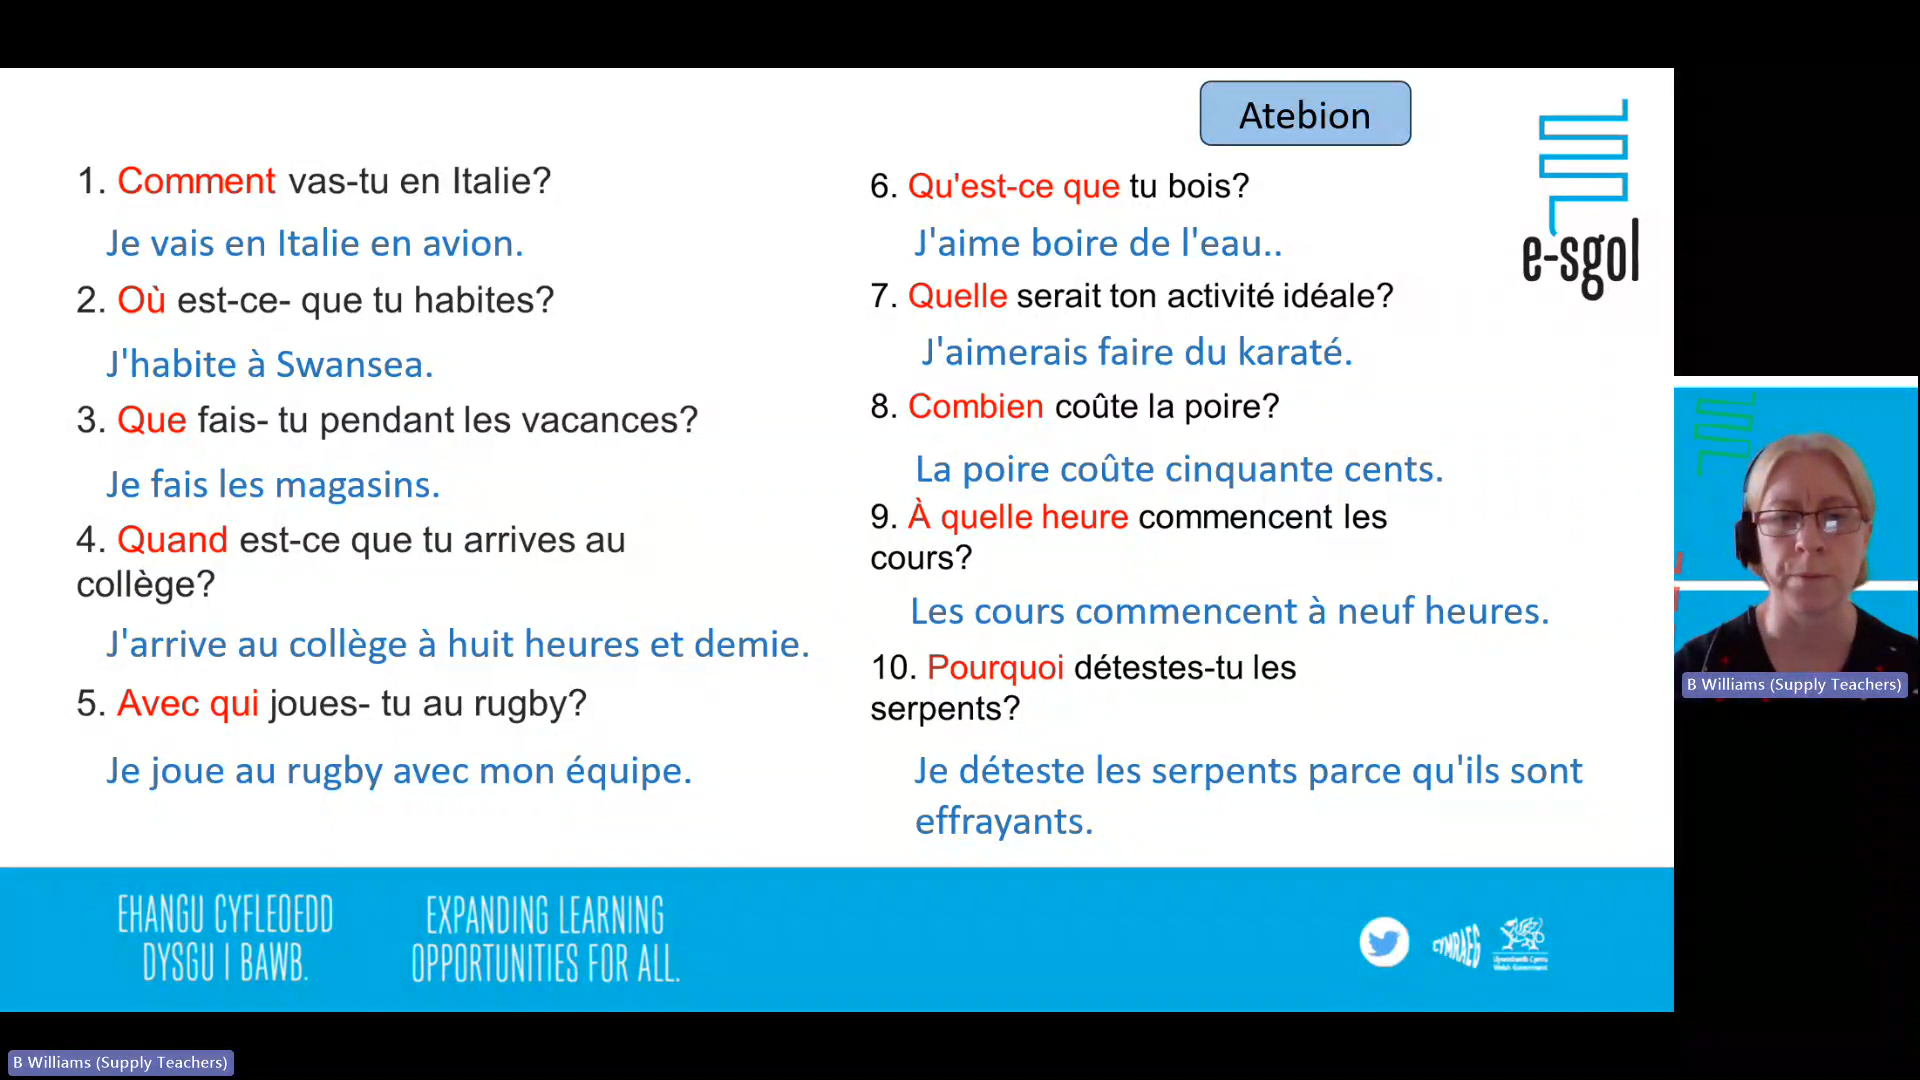 Atebion
1. Comment vas-tu en Italie?
Je vais en Italie en avion.
2. Où est-ce- que tu habites?
J'habite à Swansea.
3. Que fais- tu pendant les vacances?
Je fais les magasins.
4. Quand est-ce que tu arrives au
collège?
J'arrive au collège à huit heures et demie.
5. Avec qui joues- tu au rugby?
Je joue au rugby avec mon équipe.
6. Qu'est-ce que tu bois?
J'aime boire de l'eau..
7. Quelle serait ton activité idéale?
J'aimerais faire du karaté.
8. Combien coûte la poire?
La poire coûte cinquante cents.
9. À quelle heure commencent les
cours?
Les cours commencent à neuf heures.
10. Pourquoi détestes-tu les
serpents?
Je déteste les serpents parce qu'ils sont
effrayants.
e-sgol
EHANGU CYFLEOEDD
DYSGU I BAWB.
EXPANDING LEARNING
OPPORTUNITIES FOR ALL.
CYMRAEG
Llywodraeth Cymru
Welsh Government
B Williams (Supply Teachers)
B Williams (Supply Teachers)